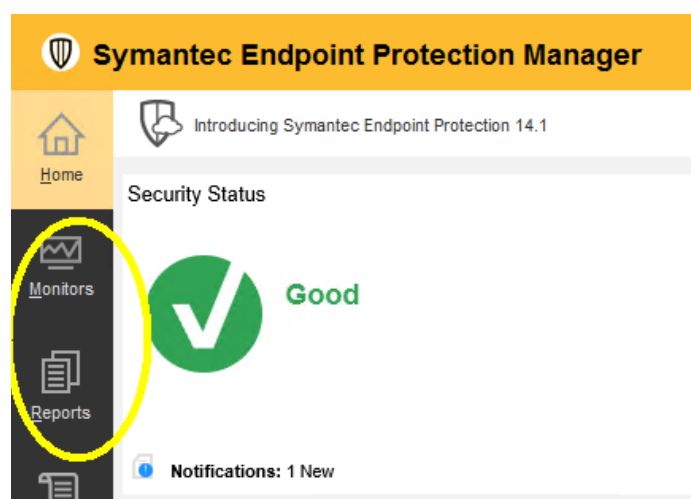 Symantec Endpoint Protection Manager
Introducing Symantec Endpoint Protection 14.1
Home
Security Status
Monitors
Good
Reports
Notifications: 1 New